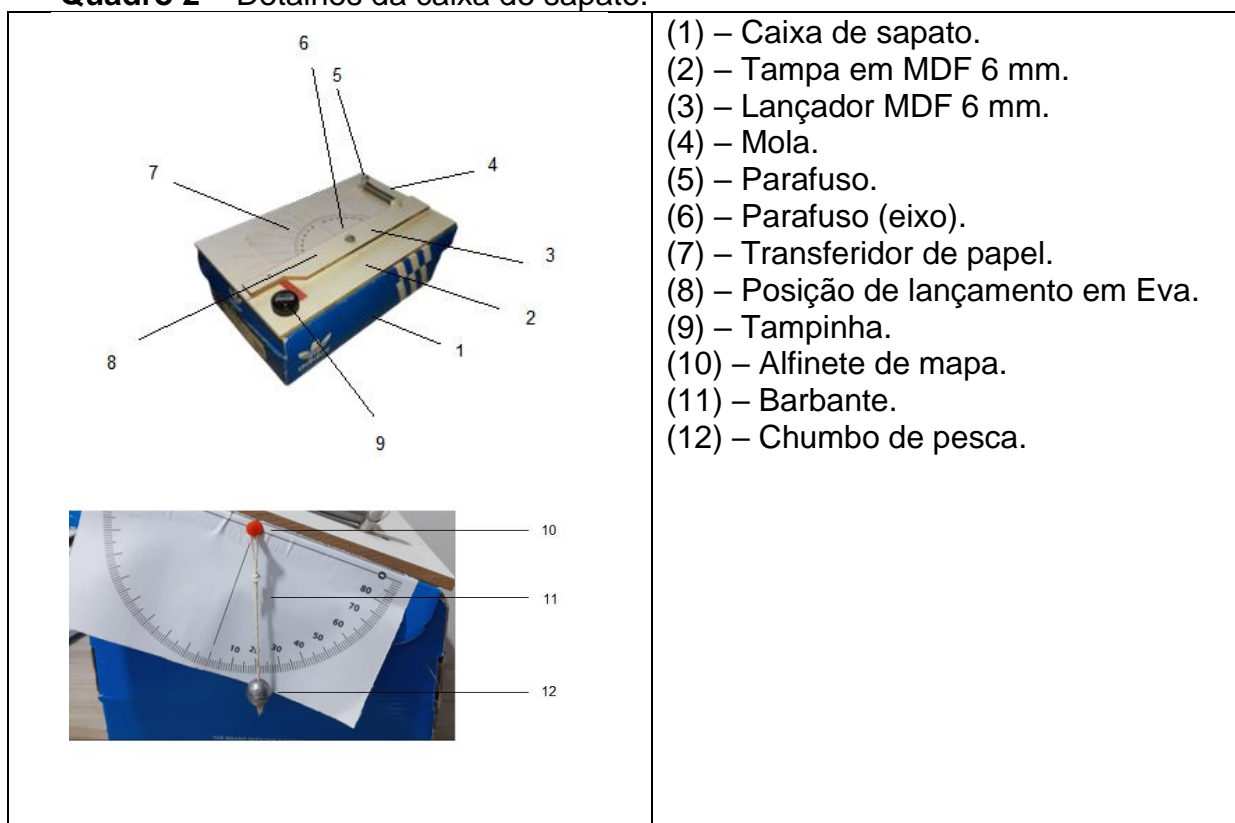 Quadro 2 – Detalhes da caixa de sapato.
6
5
7
4
3
2
1
8
9
(1) – Caixa de sapato.
(2) – Tampa em MDF 6 mm.
(3) – Lançador MDF 6 mm.
(4) – Mola.
(5) – Parafuso.
(6) – Parafuso (eixo).
(7) – Transferidor de papel.
(8) – Posição de lançamento em Eva.
(9) – Tampinha.
(10) – Alfinete de mapa.
(11) – Barbante.
(12) – Chumbo de pesca.
10
11
12
80
70
60
50
40
30
10